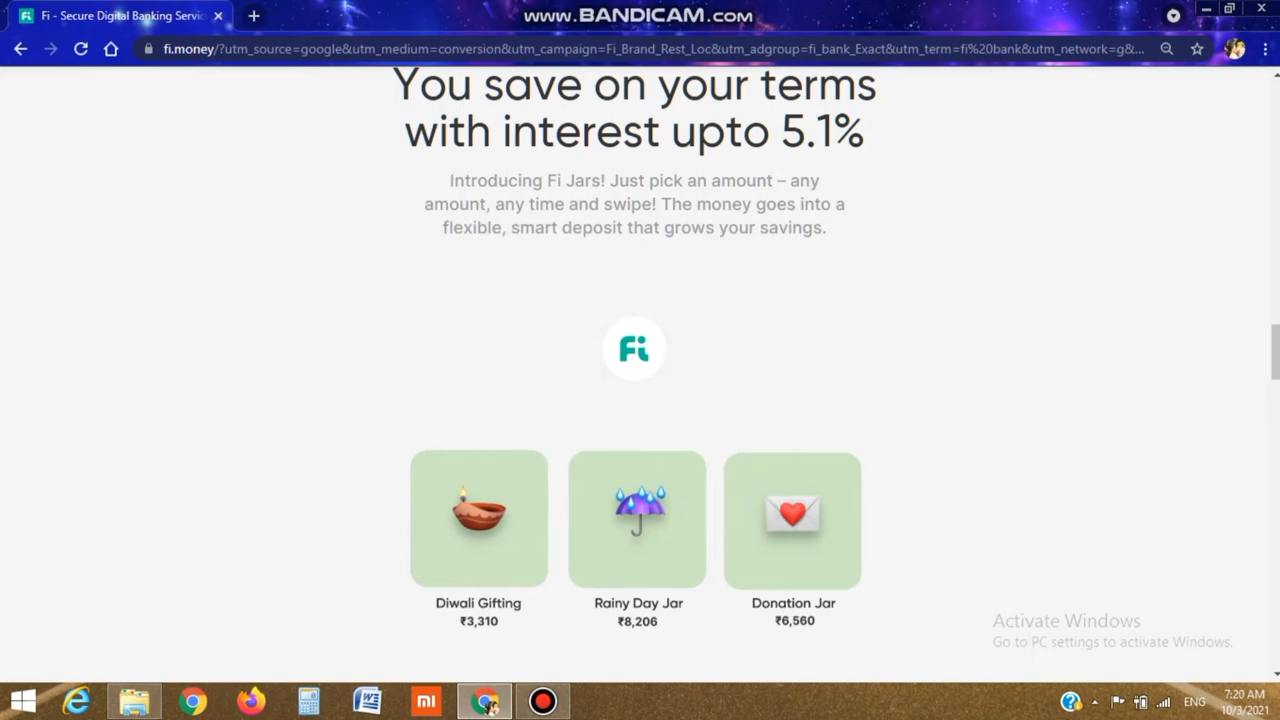 Fi - Secure Digital Banking Servic
www.BANDICAM.com
fi.money/?utm_source=google&utm_medium=conversion&utm_campaign=Fi_Brand_Rest_Loc&utm_adgroup=fi_bank_Exact&utm_term=fi%20bank&utm_network=g&...
You save on your terms
with interest upto 5.1%
Introducing Fi Jars! Just pick an amount – any
amount, any time and swipe! The money goes into a
flexible, smart deposit that grows your savings.
Fi
Diwali Gifting
₹3,310
Rainy Day Jar
₹8,206
Donation Jar
₹6,560
Activate Windows
Go to PC settings to activate Windows.
mi
ENG
7:20 AM
10/3/2021